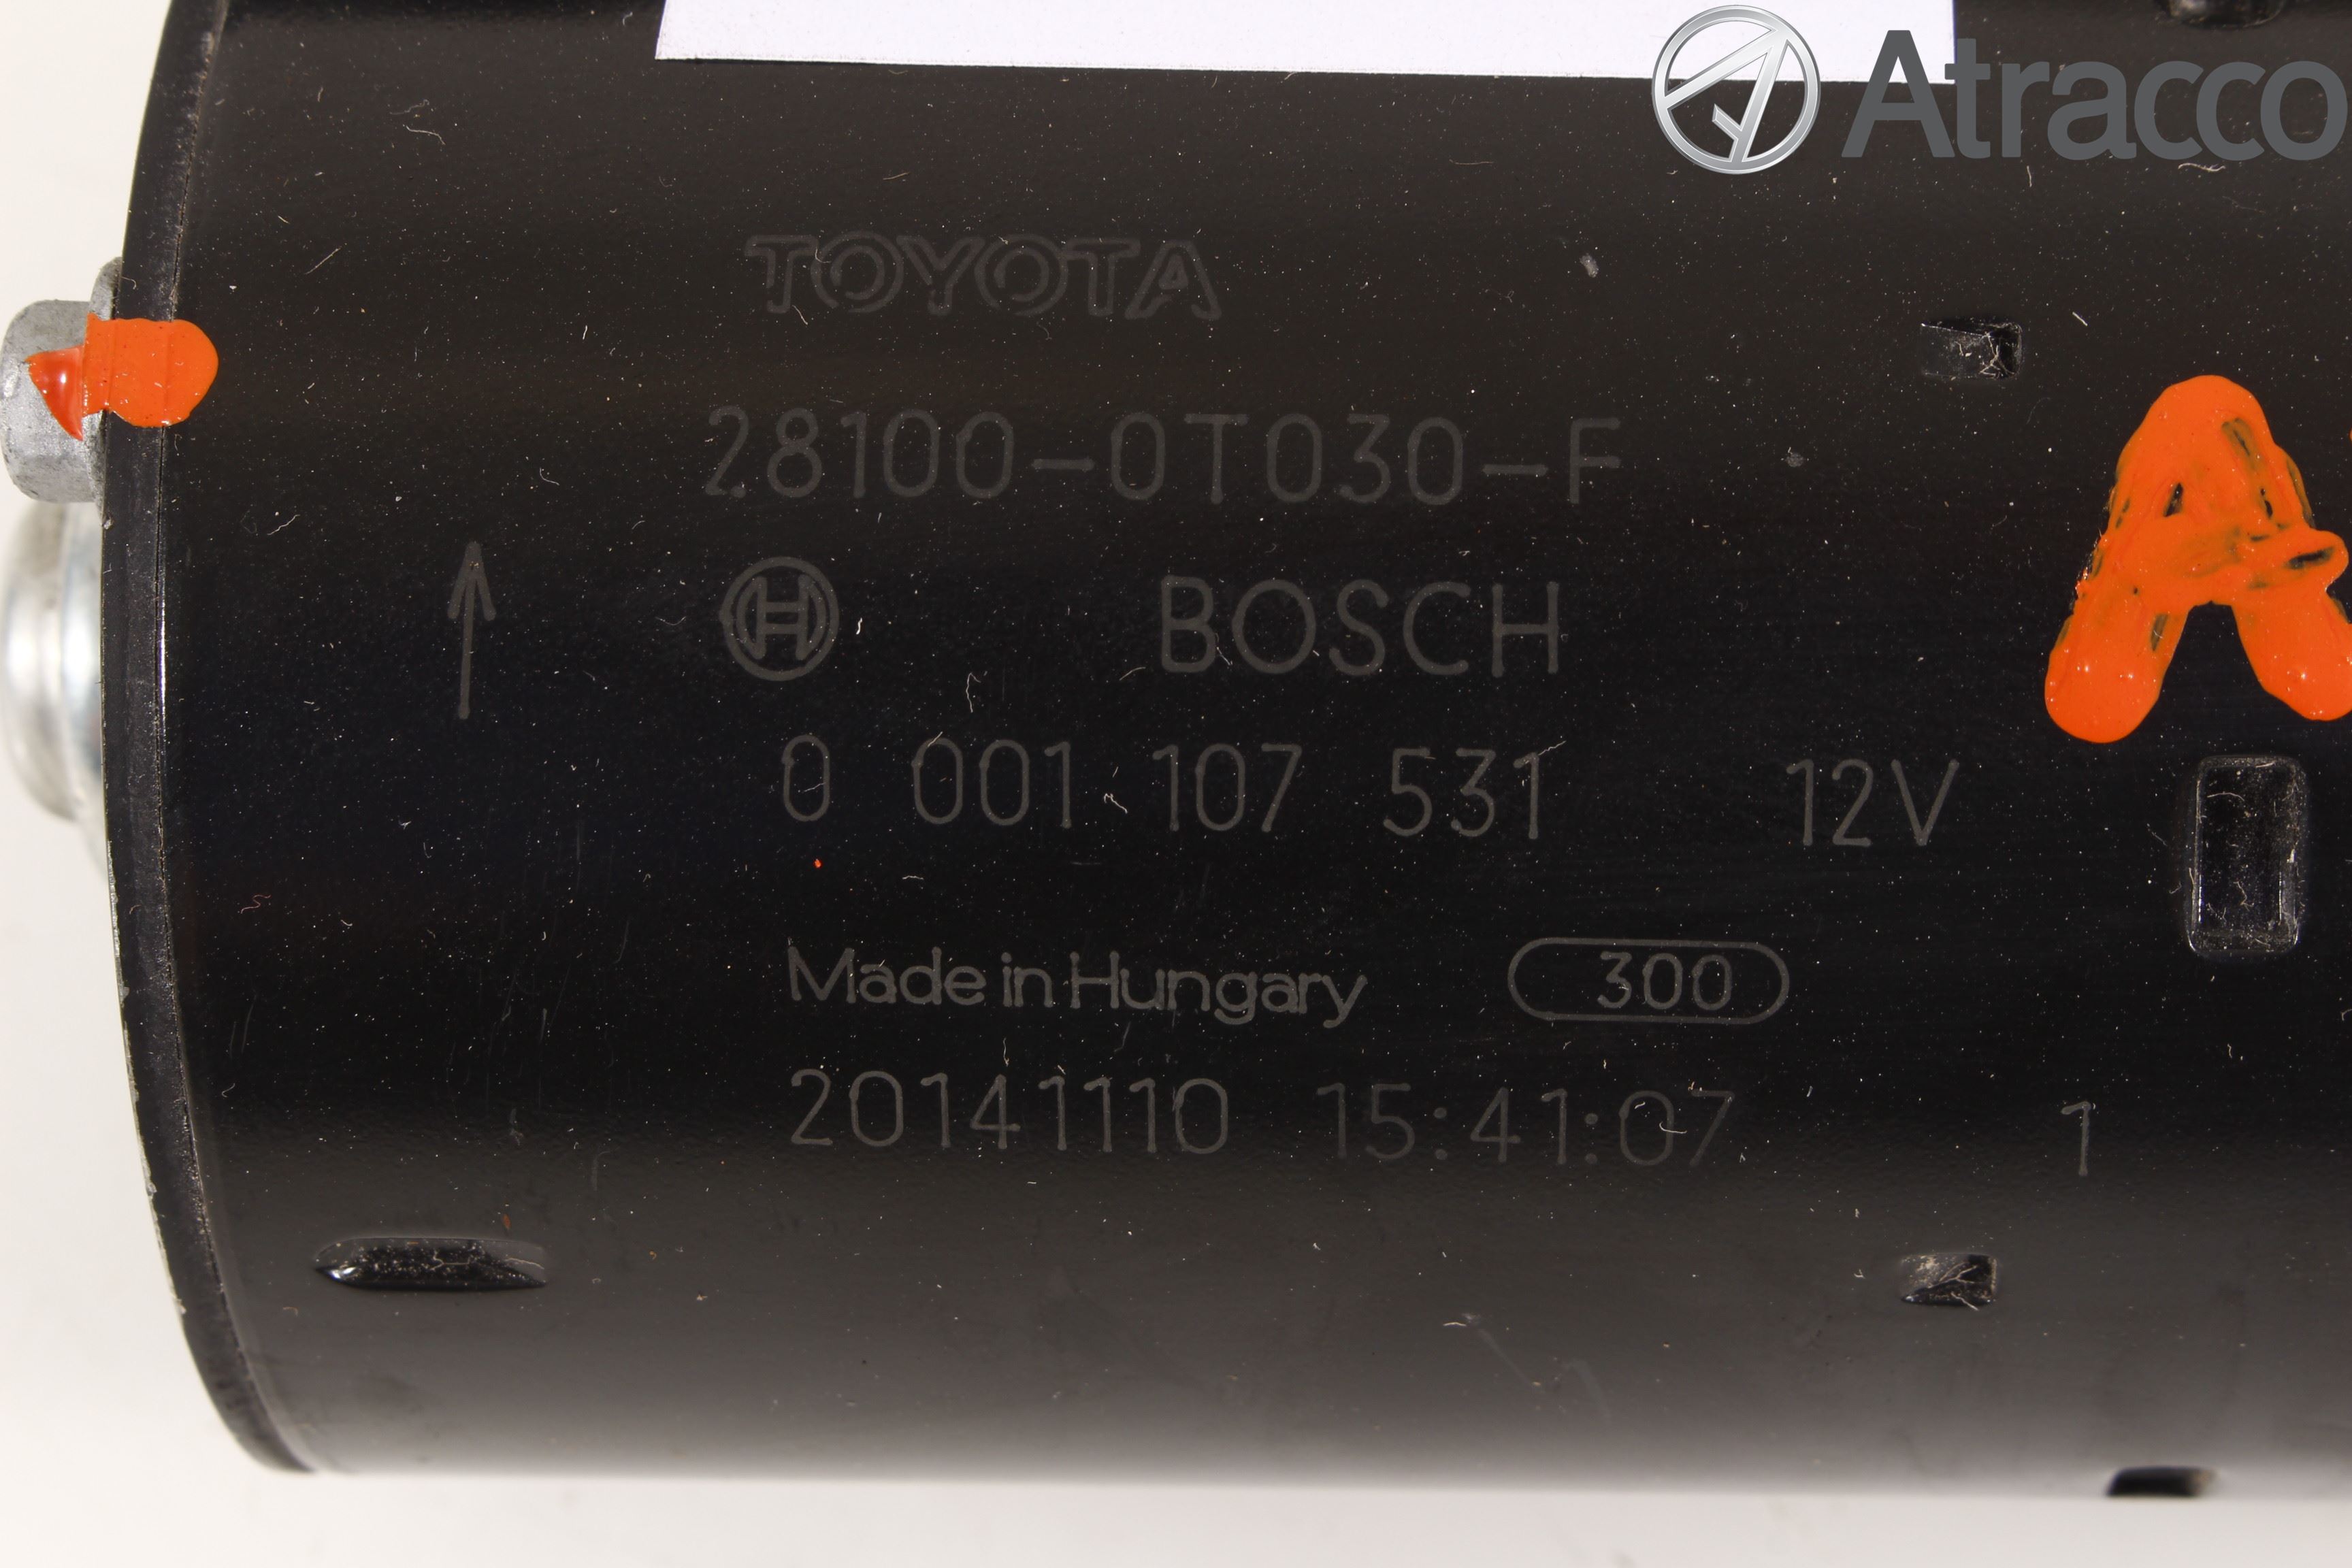 Atracco
TOYOTA
28100-0T030-F
BOSCH
0 001 107 531 12V
Made in Hungary 300
20141110 15:41:07 1
A